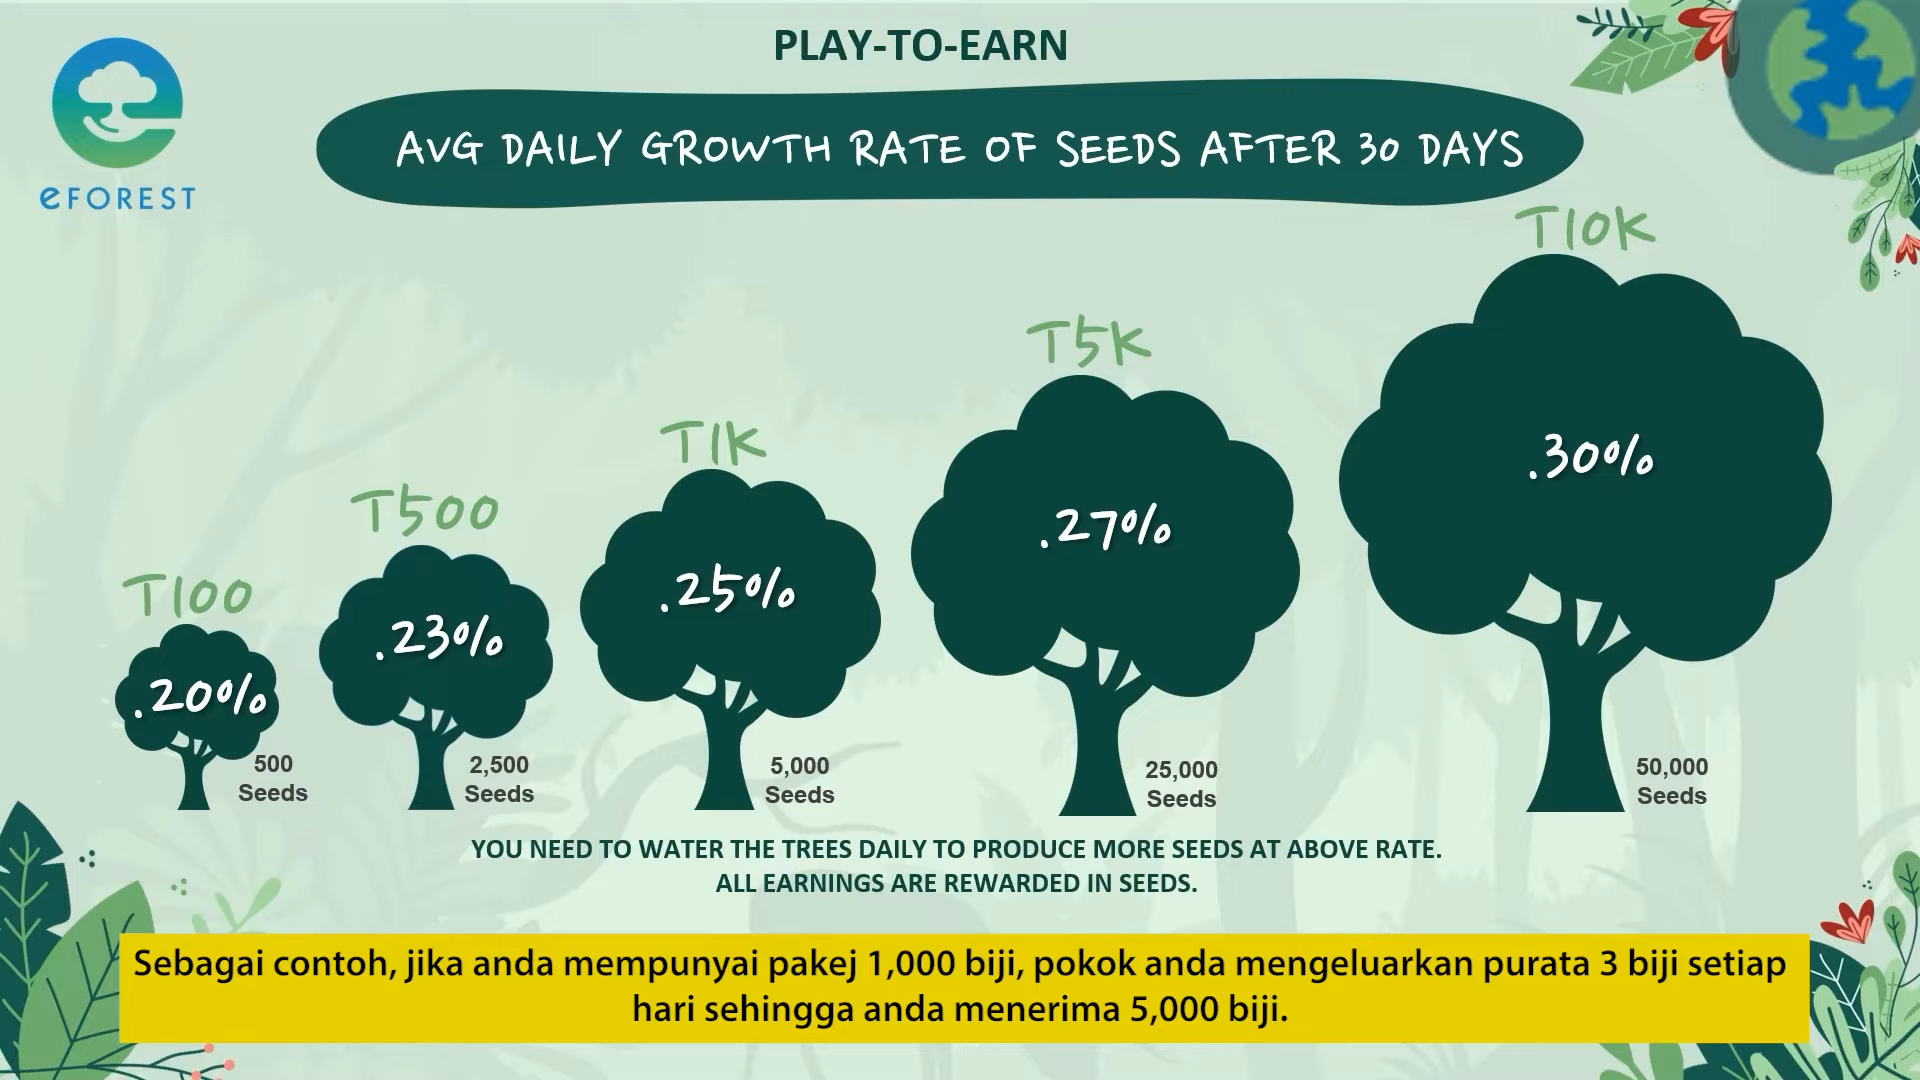 PLAY-TO-EARN
eFOREST
AVG DAILY GROWTH RATE OF SEEDS AFTER 30 DAYS
T100
.20%
500
Seeds
T500
.23%
2,500
Seeds
T1K
.25%
5,000
Seeds
T5K
.27%
25,000
Seeds
T10K
.30%
50,000
Seeds
YOU NEED TO WATER THE TREES DAILY TO PRODUCE MORE SEEDS AT ABOVE RATE.
ALL EARNINGS ARE REWARDED IN SEEDS.
Sebagai contoh, jika anda mempunyai pakej 1,000 biji, pokok anda mengeluarkan purata 3 biji setiap
hari sehingga anda menerima 5,000 biji.